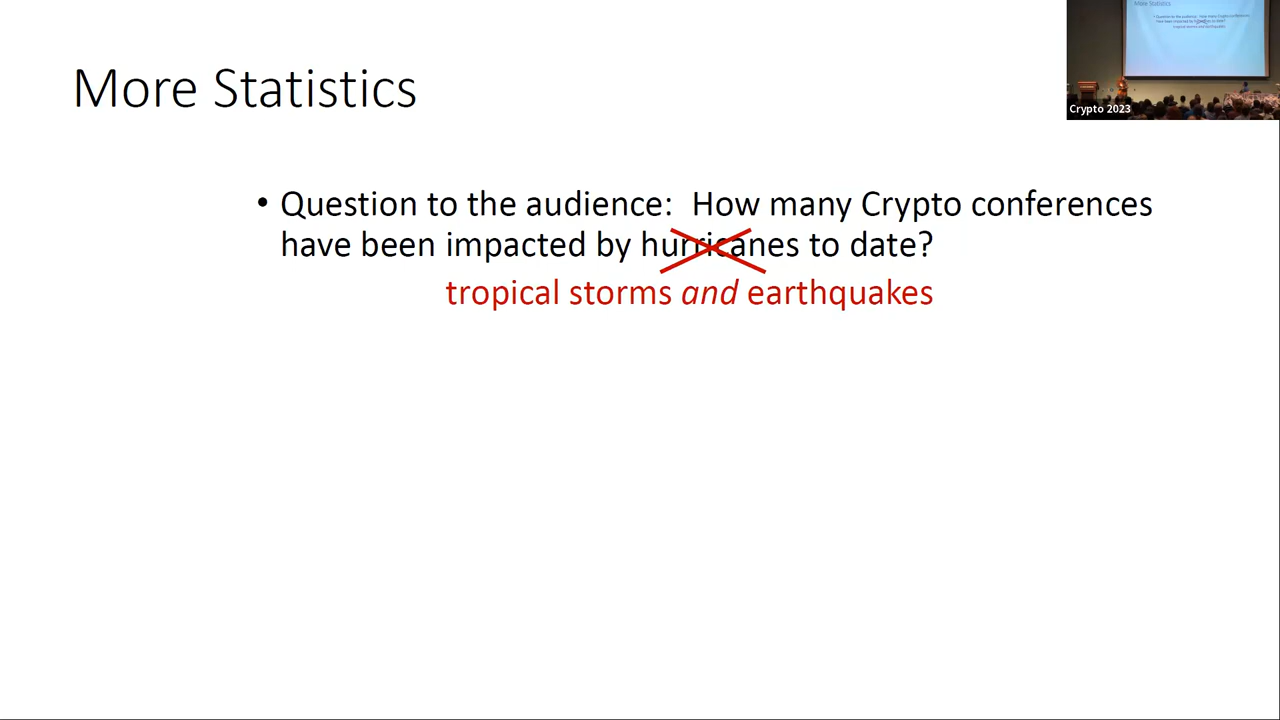 More Statistics
Crypto 2023
• Question to the audience: How many Crypto conferences
have been impacted by hurricanes to date?
tropical storms and earthquakes